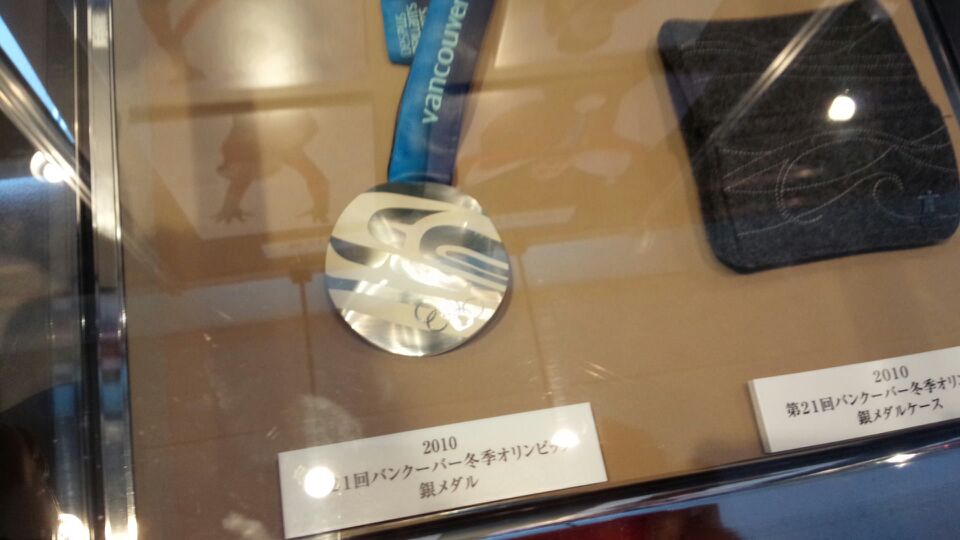 vancouver
2010
21回バンクーバー冬季オリンピッ
銀メダル
2010
第21回バンクーバー冬季オリン
銀メダルケース